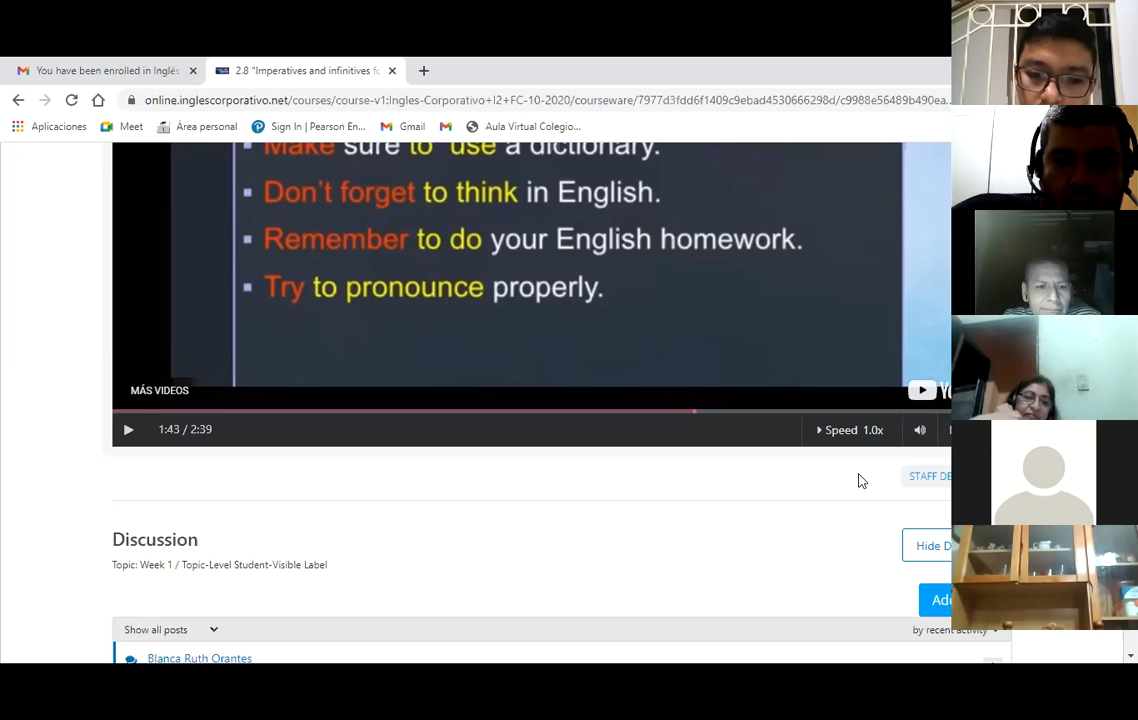 You have been enrolled in Inglés
2.8 "Imperatives and infinitives fo
online.inglescorporativo.net/courses/course-v1:Ingles-Corporativo+I2+FC-10-2020/courseware/7977d3fdd6f1409c9ebad4530666298d/c9988e56489b490ea...
Aplicaciones
Meet
Área personal
Sign In | Pearson En...
Gmail
Aula Virtual Colegio...
Make sure to use a dictionary.
Don't forget to think in English.
Remember to do your English homework.
Try to pronounce properly.
MÁS VIDEOS
1:43 / 2:39
Speed 1.0x
STAFF DE
Discussion
Hide D
Topic: Week 1 / Topic-Level Student-Visible Label
Ad
Show all posts
by recent activity
Blanca Ruth Orantes